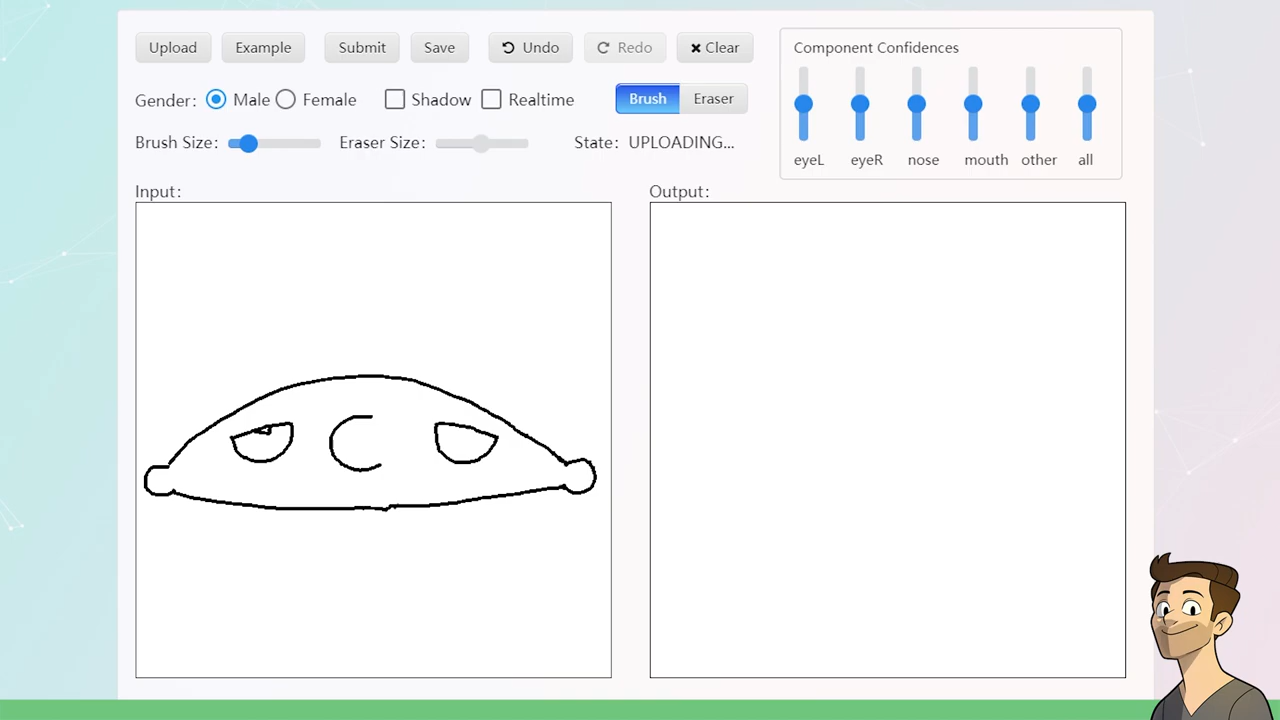 Upload Example Submit Save Undo Redo Clear
Gender: Male Female Shadow Realtime Brush Eraser
Brush Size: Eraser Size: State: UPLOADING...
Component Confidences
eyeL eyeR nose mouth other all
Input: Output: